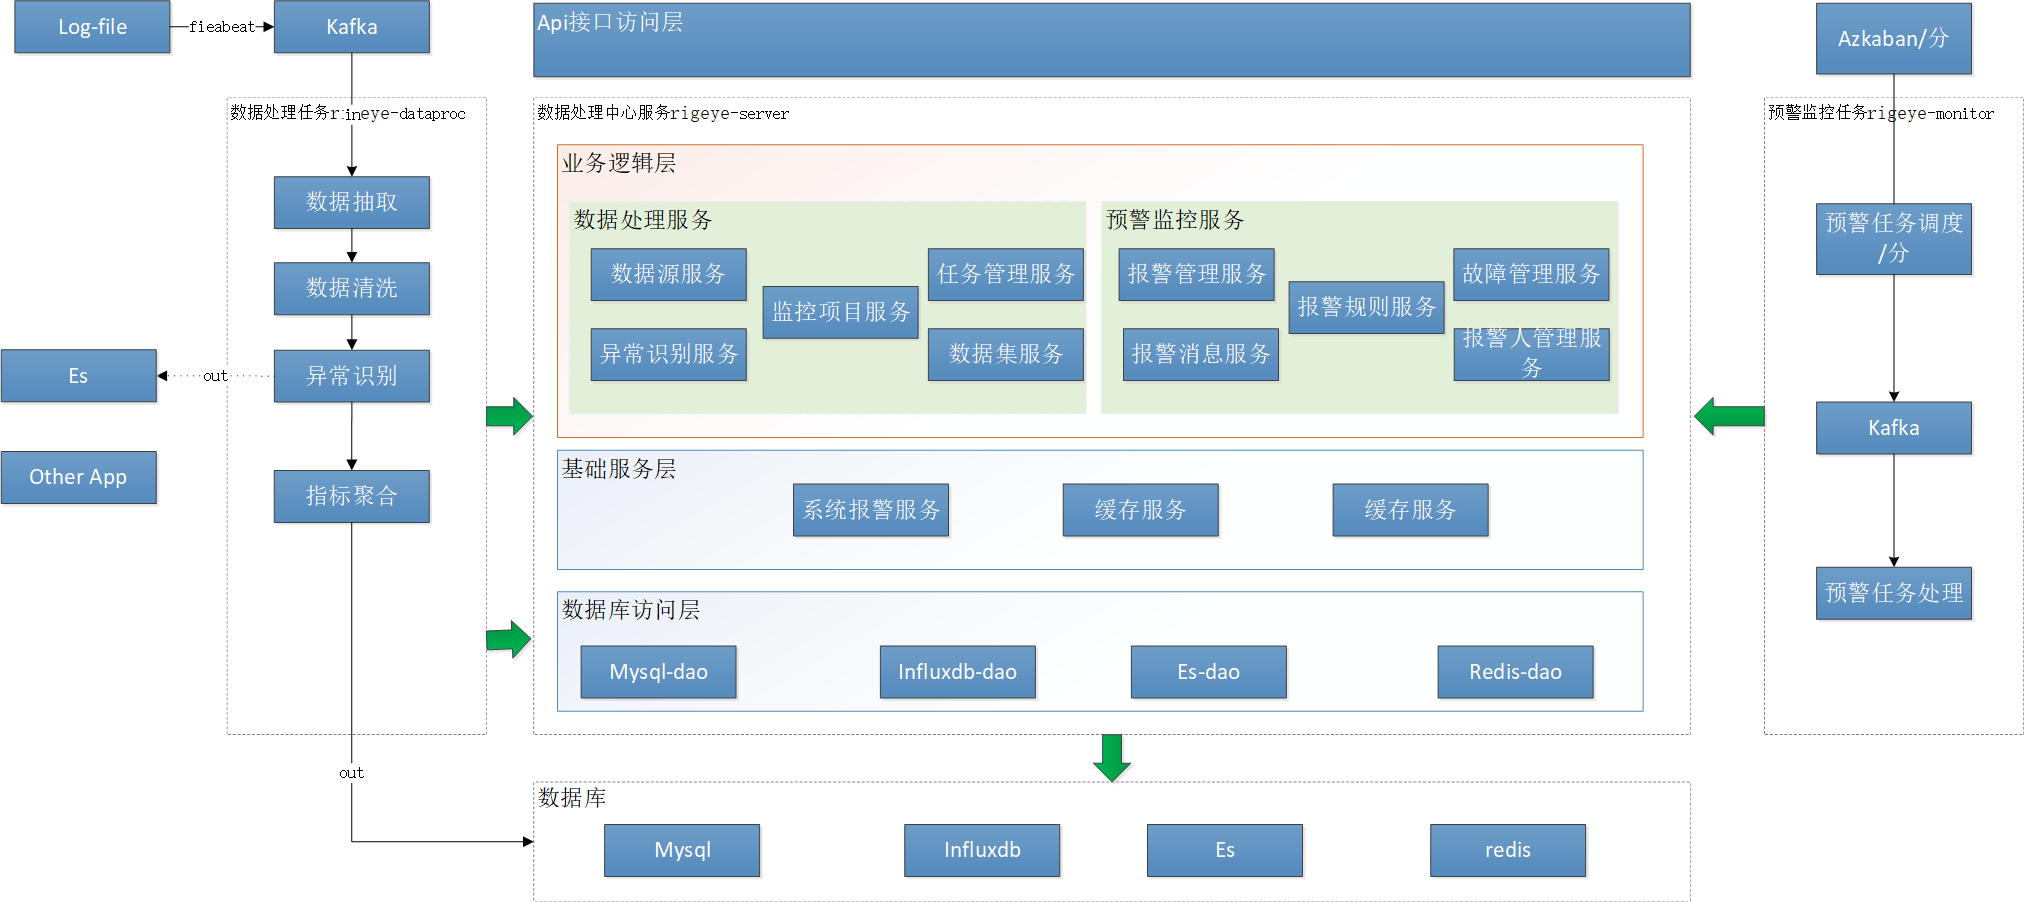 Log-file
fieabeat
Kafka
Api接口访问层
Azkaban/分
数据处理任务r:ineye-dataproc
数据抽取
数据清洗
异常识别
out
Es
Other App
指标聚合
out
数据处理中心服务rigeye-server
业务逻辑层
数据处理服务
数据源服务
任务管理服务
监控项目服务
异常识别服务
数据集服务
预警监控服务
报警管理服务
故障管理服务
报警规则服务
报警消息服务
报警人管理服
务
基础服务层
系统报警服务
缓存服务
缓存服务
数据库访问层
Mysql-dao
Influxdb-dao
Es-dao
Redis-dao
数据库
Mysql
Influxdb
Es
redis
预警监控任务rigeye-monitor
预警任务调度
/分
Kafka
预警任务处理